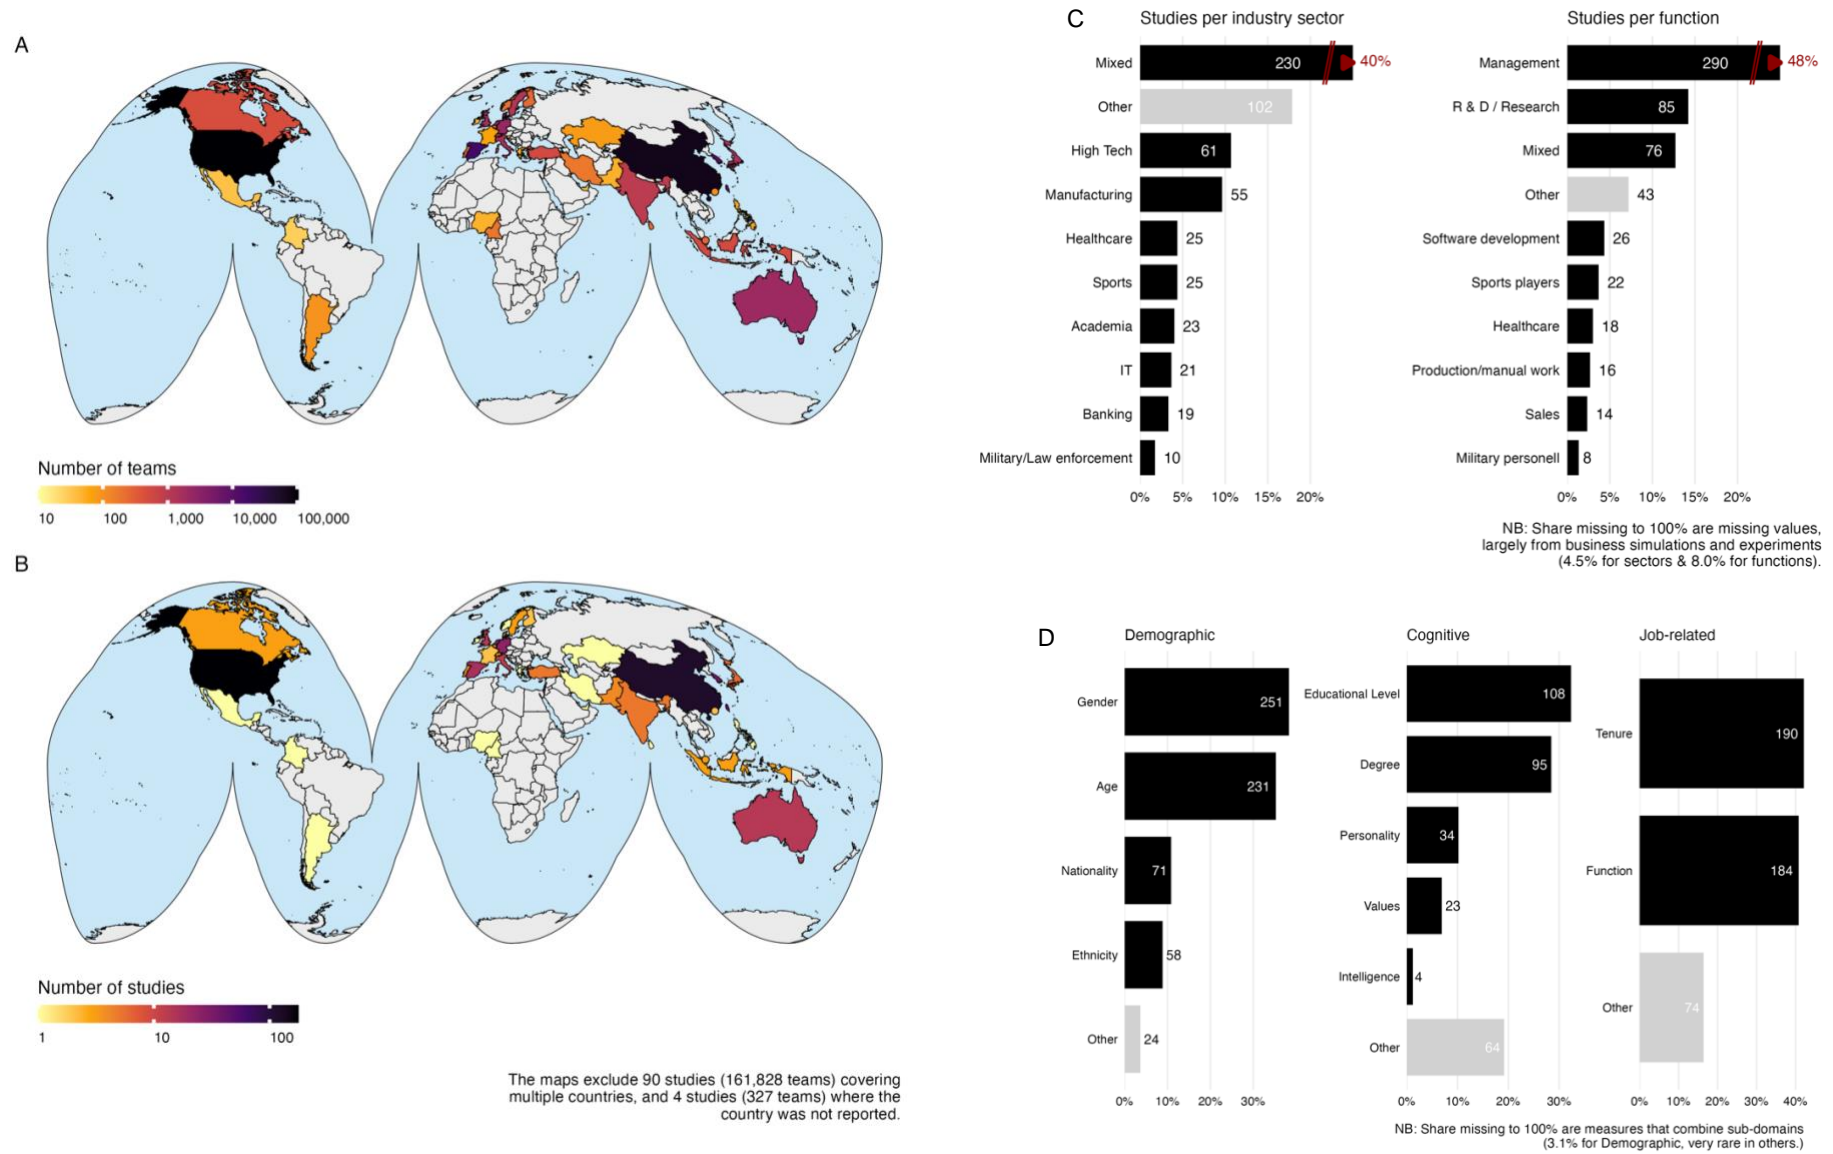 A
Number of teams
10 100 1,000 10,000 100,000
B
Number of studies
1 10 100
The maps exclude 90 studies (161,828 teams) covering
multiple countries, and 4 studies (327 teams) where the
country was not reported.
C
Studies per industry sector
Mixed 230 40%
Other 102
High Tech 61
Manufacturing 55
Healthcare 25
Sports 25
Academia 23
IT 21
Banking 19
Military/Law enforcement 10
0% 5% 10% 15% 20%
Studies per function
Management 290 48%
R & D / Research 85
Mixed 76
Other 43
Software development 26
Sports players 22
Healthcare 18
Production/manual work 16
Sales 14
Military personell 8
0% 5% 10% 15% 20%
NB: Share missing to 100% are missing values,
largely from business simulations and experiments
(4.5% for sectors & 8.0% for functions).
D
Demographic
Gender 251
Age 231
Nationality 71
Ethnicity 58
Other 24
0% 10% 20% 30%
Cognitive
Educational Level 108
Degree 95
Personality 34
Values 23
Intelligence 4
Other 64
0% 10% 20% 30%
Job-related
Tenure 190
Function 184
Other 74
0% 10% 20% 30% 40%
NB: Share missing to 100% are measures that combine sub-domains
(3.1% for Demographic, very rare in others.)